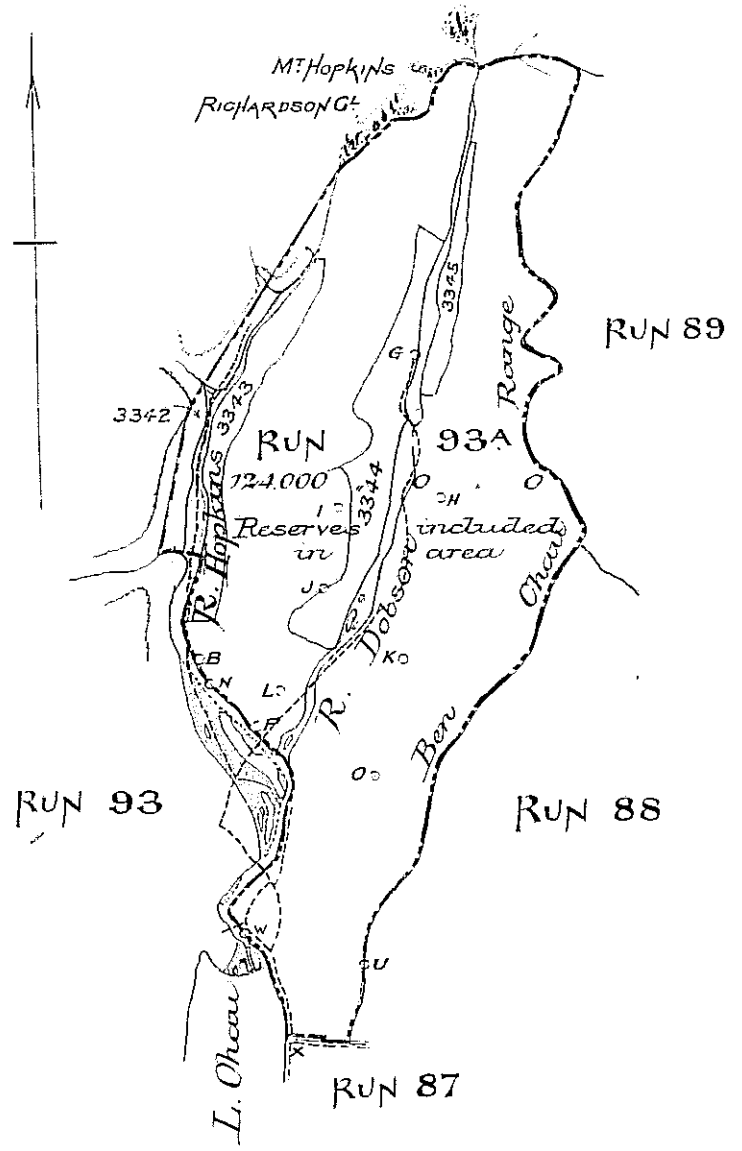 MT HOPKINS
RICHARDSON GL
RUN 89
Range
3345
G
3342
3343
RUN 93A
124,000
O O
H
I
3344
Reserves included
in area
R. Hopkins
J
Ohau
R. Dobson
B
K
N
L
F
Ben
O
RUN 93
RUN 88
W
U
L. Ohau
X
RUN 87